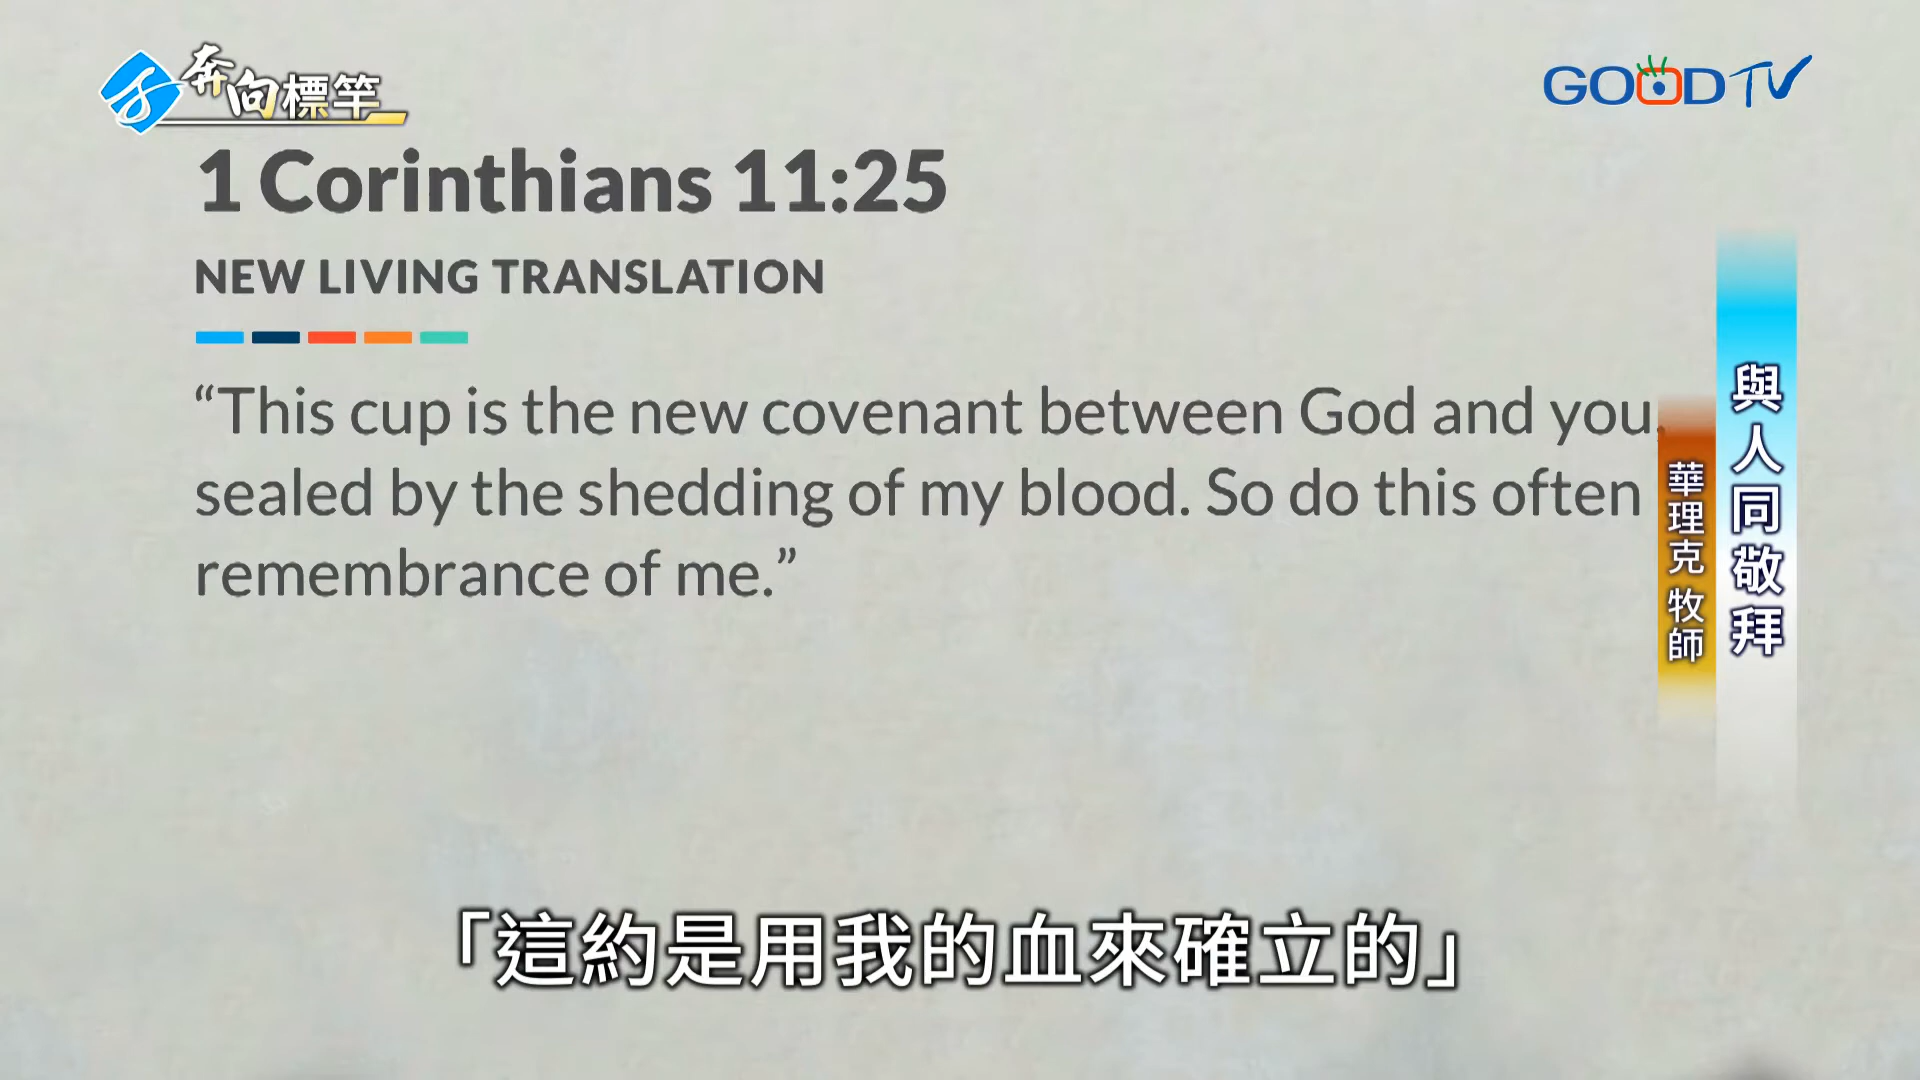 奔向標竿
GOOD TV
1 Corinthians 11:25
NEW LIVING TRANSLATION
“This cup is the new covenant between God and you,
sealed by the shedding of my blood. So do this often
remembrance of me.”
與人同敬拜
華理克 牧師
「這約是用我的血來確立的」